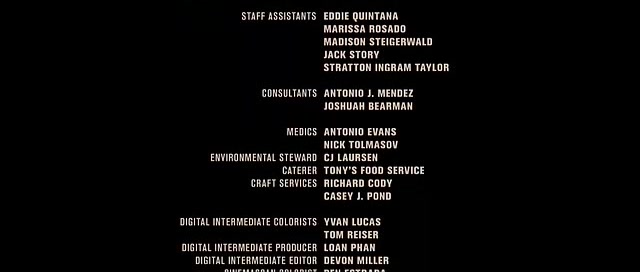 STAFF ASSISTANTS EDDIE QUINTANA
MARISSA ROSADO
MADISON STEIGERWALD
JACK STORY
STRATTON INGRAM TAYLOR
CONSULTANTS ANTONIO J. MENDEZ
JOSHUAH BEARMAN
MEDICS ANTONIO EVANS
NICK TOLMASOV
ENVIRONMENTAL STEWARD CJ LAURSEN
CATERER TONY'S FOOD SERVICE
CRAFT SERVICES RICHARD CODY
CASEY J. POND
DIGITAL INTERMEDIATE COLORISTS YVAN LUCAS
TOM REISER
DIGITAL INTERMEDIATE PRODUCER LOAN PHAN
DIGITAL INTERMEDIATE EDITOR DEVON MILLER